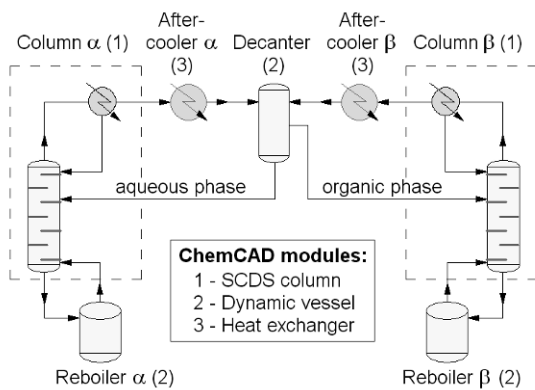 After-
cooler α
(3)
After-
cooler β
(3)
Column α (1)
Decanter
(2)
Column β (1)
aqueous phase
organic phase
ChemCAD modules:
1 - SCDS column
2 - Dynamic vessel
3 - Heat exchanger
Reboiler α (2)
Reboiler β (2)